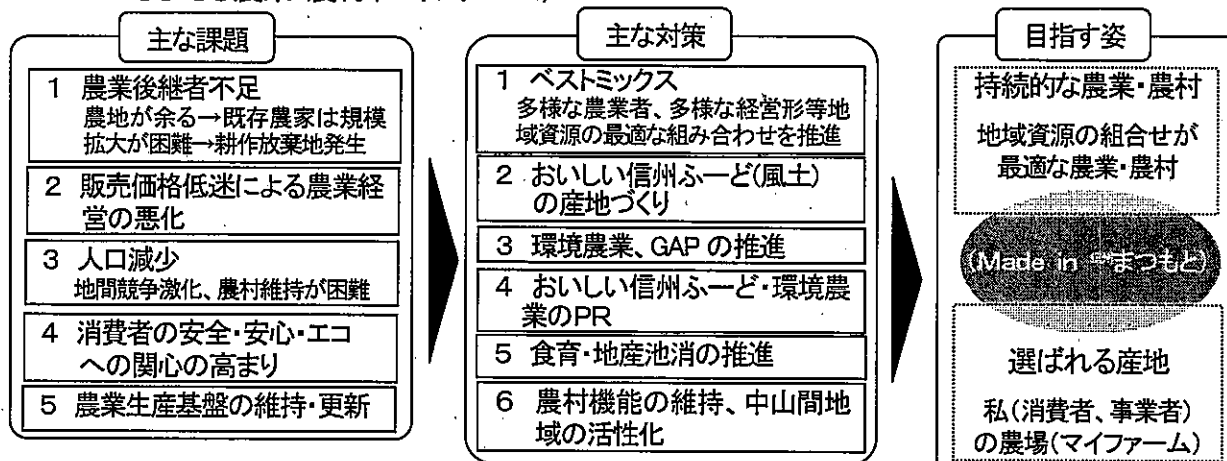 主な課題
1 農業後継者不足
農地が余る→既存農家は規模
拡大が困難→耕作放棄地発生
2 販売価格低迷による農業経
営の悪化
3 人口減少
地間競争激化、農村維持が困難
4 消費者の安全・安心・エコ
への関心の高まり
5 農業生産基盤の維持・更新
主な対策
1 ベストミックス
多様な農業者、多様な経営形等地
域資源の最適な組み合わせを推進
2 おいしい信州ふーど(風土)
の産地づくり
3 環境農業、GAP の推進
4 おいしい信州ふーど・環境農
業のPR
5 食育・地産池消の推進
6 農村機能の維持、中山間地
域の活性化
目指す姿
持続的な農業・農村
地域資源の組合せが
最適な農業・農村
(Made in まつもと)
選ばれる産地
私(消費者、事業者)
の農場(マイファーム)